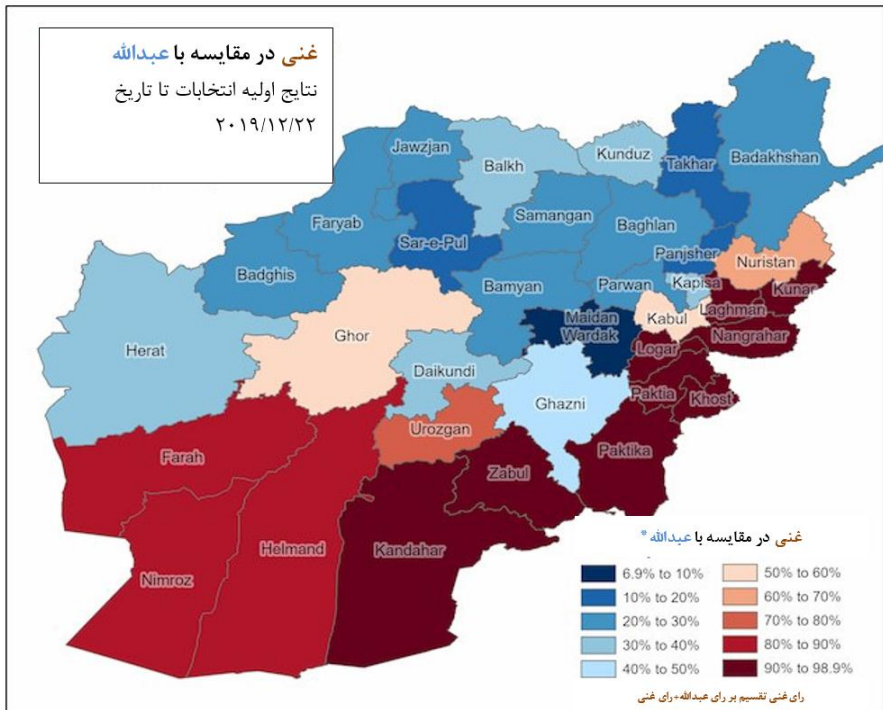 غنی در مقایسه با عبدالله
نتایج اولیه انتخابات تا تاریخ
۲۰۱۹/۱۲/۲۲
Jawzjan
Balkh
Kunduz
Takhar
Badakhshan
Faryab
Sar-e-Pul
Samangan
Baghlan
Panjsher
Badghis
Bamyan
Parwan
Kapisa
Nuristan
Kunar
Laghman
Herat
Ghor
Maidan
Wardak
Kabul
Nangrahar
Logar
Daikundi
Ghazni
Paktia
Khost
Urozgan
Paktika
Farah
Zabul
Helmand
Kandahar
Nimroz
غنی در مقایسه با عبدالله *
6.9% to 10%
10% to 20%
20% to 30%
30% to 40%
40% to 50%
50% to 60%
60% to 70%
70% to 80%
80% to 90%
90% to 98.9%
رای غنی تقسیم بر رای عبدالله+رای غنی